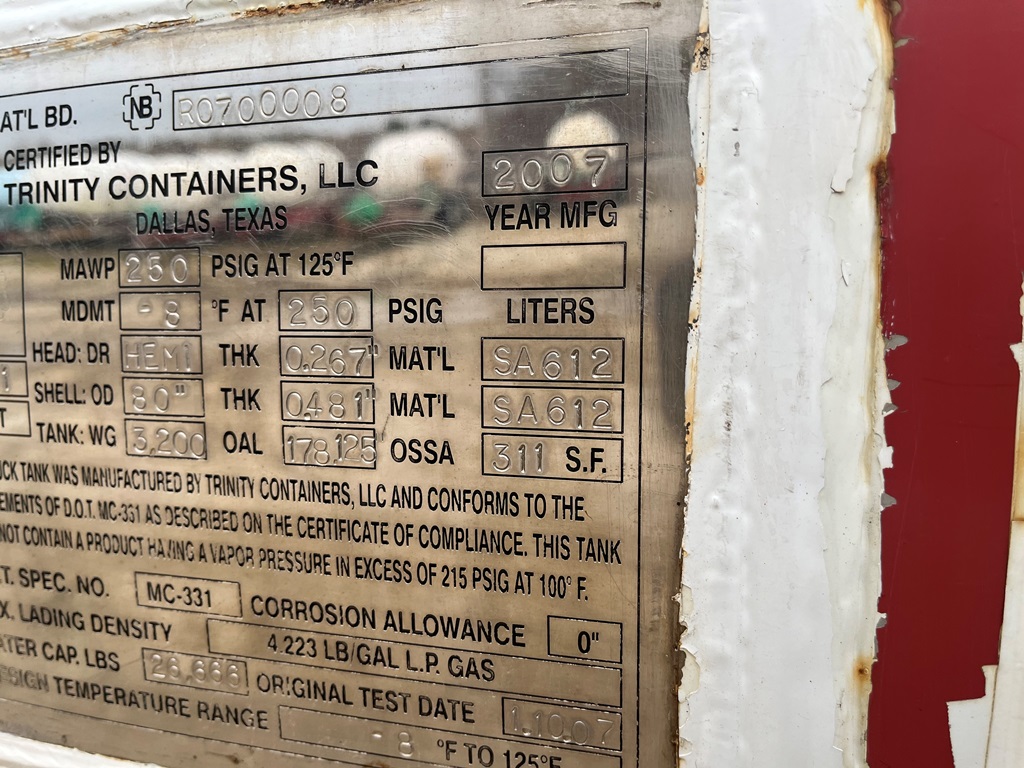 AT'L BD. NB R0700008
CERTIFIED BY
TRINITY CONTAINERS, LLC 2007
DALLAS, TEXAS YEAR MFG
MAWP 250 PSIG AT 125°F
MDMT -8 °F AT 250 PSIG LITERS
HEAD: DR HEMI THK 0.267" MAT'L SA612
1 SHELL: OD 80" THK 0.481" MAT'L SA612
T TANK: WG 3,200 OAL 178.125 OSSA 311 S.F.
CK TANK WAS MANUFACTURED BY TRINITY CONTAINERS, LLC AND CONFORMS TO THE
EMENTS OF D.O.T. MC-331 AS DESCRIBED ON THE CERTIFICATE OF COMPLIANCE. THIS TANK
NOT CONTAIN A PRODUCT HAVING A VAPOR PRESSURE IN EXCESS OF 215 PSIG AT 100° F.
T. SPEC. NO. MC-331 CORROSION ALLOWANCE 0"
X. LADING DENSITY 4.223 LB/GAL L.P. GAS
ATER CAP. LBS 26,666 ORIGINAL TEST DATE 1.10.07
SIGN TEMPERATURE RANGE -8 °F TO 125°F